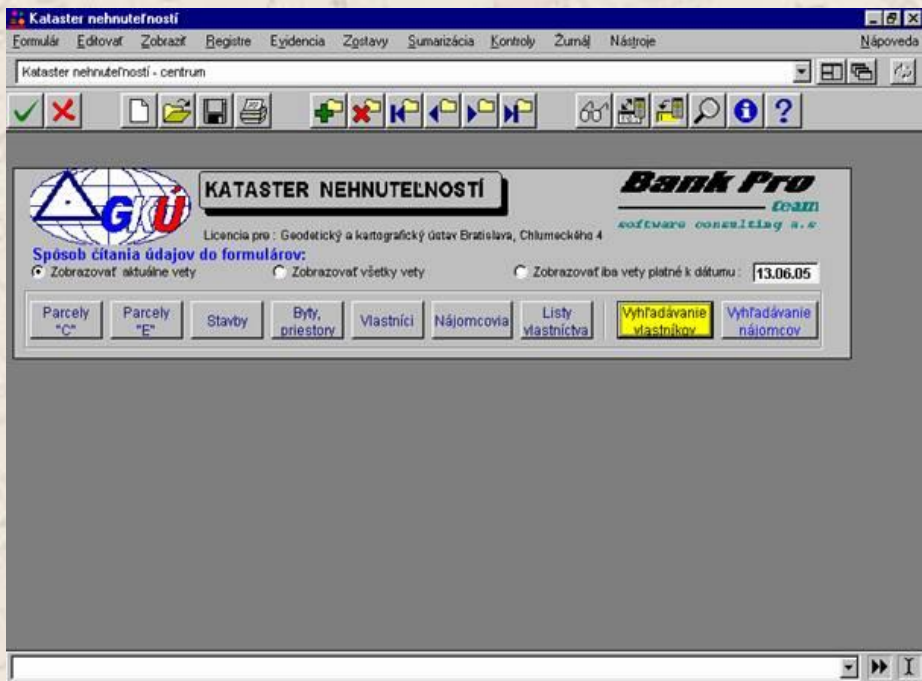 Kataster nehnuteľností
Formulár Editovať Zobraziť Registre Evidencia Zostavy Sumarizácia Kontroly Žurnál Nástroje Nápoveda
Kataster nehnuteľností - centrum
GKÚ
KATASTER NEHNUTEĽNOSTÍ
Bank Pro
team
software consulting a.s
Licencia pre : Geodetický a kartografický ústav Bratislava, Chlumeckého 4
Spôsob čítania údajov do formulárov:
Zobrazovať aktuálne vety Zobrazovať všetky vety Zobrazovať iba vety platné k dátumu : 13.06.05
Parcely "C"
Parcely "E"
Stavby
Byty, priestory
Vlastníci
Nájomcovia
Listy vlastníctva
Vyhľadávanie vlastníkov
Vyhľadávanie nájomcov